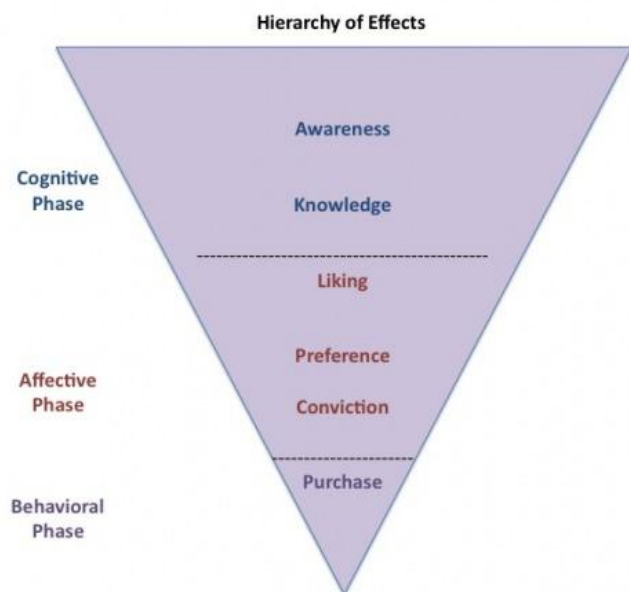 Hierarchy of Effects
Awareness
Cognitive
Phase
Knowledge
Liking
Preference
Affective
Phase
Conviction
Purchase
Behavioral
Phase